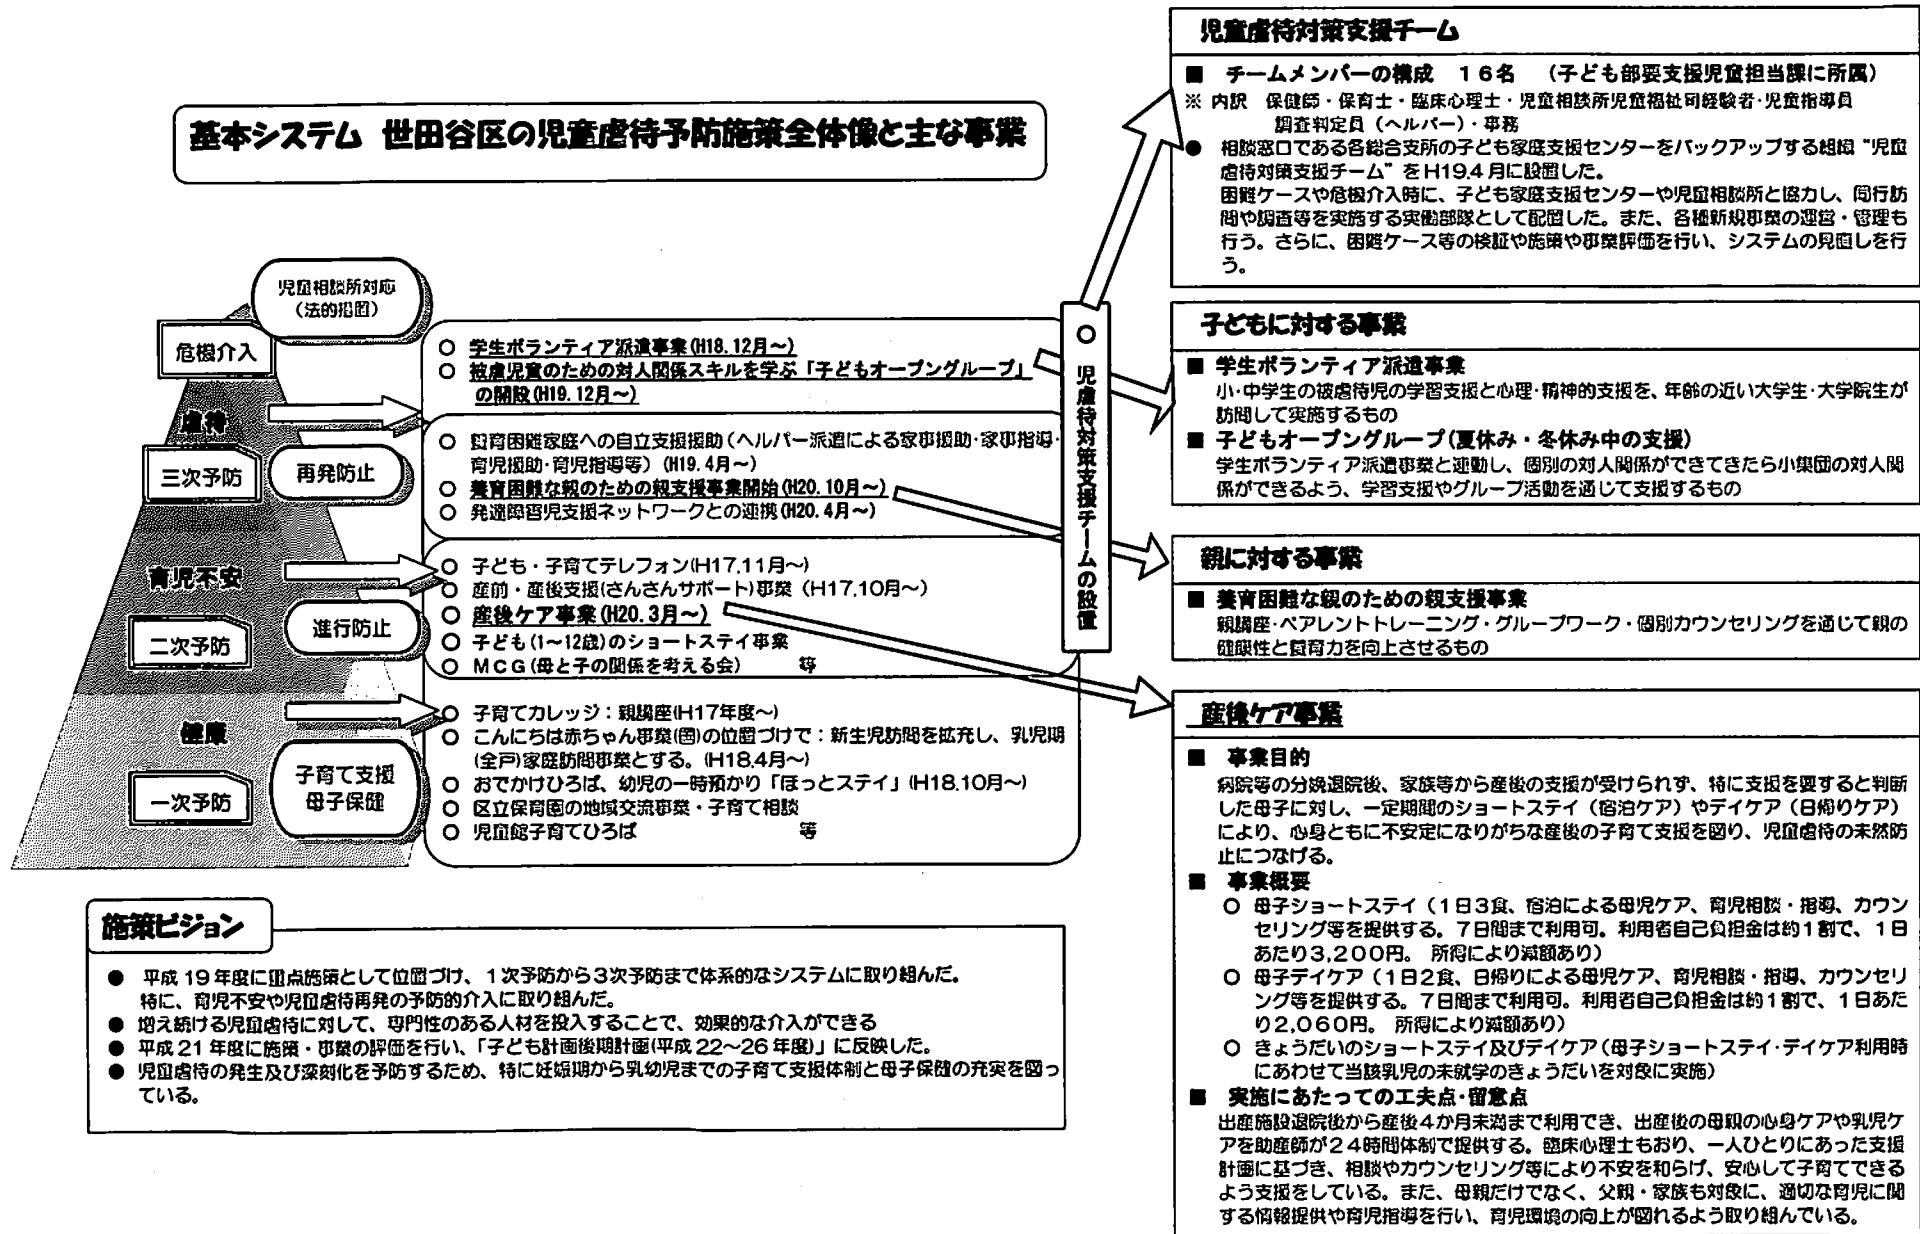 基本システム 世田谷区の児童虐待予防施策全体像と主な事業
児童相談所対応
(法的措置)
危機介入
虐待
三次予防
再発防止
育児不安
二次予防
進行防止
健康
一次予防
子育て支援
母子保健
○ 学生ボランティア派遣事業(H18.12月～)
○ 被虐児童のための対人関係スキルを学ぶ「子どもオープングループ」
の開設(H19.12月～)
○ 養育困難家庭への自立支援援助(ヘルパー派遣による家事援助・家事指導・
育児援助・育児指導等)(H19.4月～)
○ 養育困難な親のための親支援事業開始(H20.10月～)
○ 発達障害児支援ネットワークとの連携(H20.4月～)
○ 子ども・子育てテレフォン(H17.11月～)
○ 産前・産後支援(さんさんサポート)事業(H17.10月～)
○ 産後ケア事業(H20.3月～)
○ 子ども(1～12歳)のショートステイ事業
○ MCG(母と子の関係を考える会) 等
○ 子育てカレッジ：親講座(H17年度～)
○ こんにちは赤ちゃん事業(国)の位置づけで：新生児訪問を拡充し、乳児期
(全戸)家庭訪問事業とする。(H18.4月～)
○ おでかけひろば、幼児の一時預かり「ほっとステイ」(H18.10月～)
○ 区立保育園の地域交流事業・子育て相談
○ 児童館子育てひろば 等
○ 児虐待対策支援チームの設置
施策ビジョン
● 平成19年度に重点施策として位置づけ、1次予防から3次予防まで体系的なシステムに取り組んだ。
特に、育児不安や児童虐待再発の予防的介入に取り組んだ。
● 増え続ける児童虐待に対して、専門性のある人材を投入することで、効果的な介入ができる
● 平成21年度に施策・事業の評価を行い、「子ども計画後期計画(平成22～26年度)」に反映した。
● 児童虐待の発生及び深刻化を予防するため、特に妊娠期から乳幼児までの子育て支援体制と母子保健の充実を図っ
ている。
児童虐待対策支援チーム
■ チームメンバーの構成 16名 (子ども部要支援児童担当課に所属)
※ 内訳 保健師・保育士・臨床心理士・児童相談所児童福祉司経験者・児童指導員
調査判定員(ヘルパー)・事務
● 相談窓口である各総合支所の子ども家庭支援センターをバックアップする組織“児童
虐待対策支援チーム”をH19.4月に設置した。
困難ケースや危機介入時に、子ども家庭支援センターや児童相談所と協力し、同行訪
問や調査等を実施する実働部隊として配置した。また、各種新規事業の運営・管理も
行う。さらに、困難ケース等の検証や施策や事業評価を行い、システムの見直しを行
う。
子どもに対する事業
■ 学生ボランティア派遣事業
小・中学生の被虐待児の学習支援と心理・精神的支援を、年齢の近い大学生・大学院生が
訪問して実施するもの
■ 子どもオープングループ(夏休み・冬休み中の支援)
学生ボランティア派遣事業と連動し、個別の対人関係ができてきたら小集団の対人関
係ができるよう、学習支援やグループ活動を通じて支援するもの
親に対する事業
■ 養育困難な親のための親支援事業
親講座・ペアレントトレーニング・グループワーク・個別カウンセリングを通じて親の
健康性と養育力を向上させるもの
産後ケア事業
■ 事業目的
病院等の分娩退院後、家族等から産後の支援が受けられず、特に支援を要すると判断
した母子に対し、一定期間のショートステイ(宿泊ケア)やデイケア(日帰りケア)
により、心身ともに不安定になりがちな産後の子育て支援を図り、児童虐待の未然防
止につなげる。
■ 事業概要
○ 母子ショートステイ(1日3食、宿泊による母児ケア、育児相談・指導、カウン
セリング等を提供する。7日間まで利用可。利用者自己負担金は約1割で、1日
あたり3,200円。 所得により減額あり)
○ 母子デイケア(1日2食、日帰りによる母児ケア、育児相談・指導、カウンセリ
ング等を提供する。7日間まで利用可。利用者自己負担金は約1割で、1日あた
り2,060円。 所得により減額あり)
○ きょうだいのショートステイ及びデイケア(母子ショートステイ・デイケア利用時
にあわせて当該乳児の未就学のきょうだいを対象に実施)
■ 実施にあたっての工夫点・留意点
出産施設退院後から産後4か月未満まで利用でき、出産後の母親の心身ケアや乳児ケ
アを助産師が24時間体制で提供する。臨床心理士もおり、一人ひとりにあった支援
計画に基づき、相談やカウンセリング等により不安を和らげ、安心して子育てできる
よう支援をしている。また、母親だけでなく、父親・家族も対象に、適切な育児に関
する情報提供や育児指導を行い、育児環境の向上が図れるよう取り組んでいる。